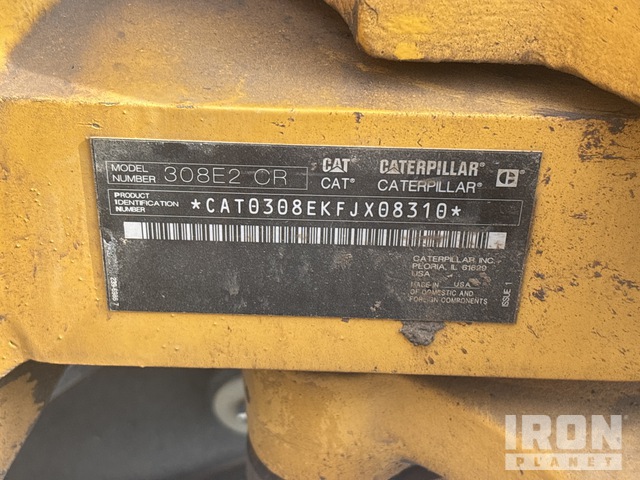 MODEL NUMBER 308E2 CR
CAT CATERPILLAR®
CAT® CATERPILLAR®
PRODUCT
IDENTIFICATION
NUMBER
*CAT0308EKFJX08310*
CATERPILLAR INC.
PEORIA, IL 61629
USA
MADE IN USA
OF DOMESTIC AND
FOREIGN COMPONENTS
ISSUE 1
IRON
PLANET